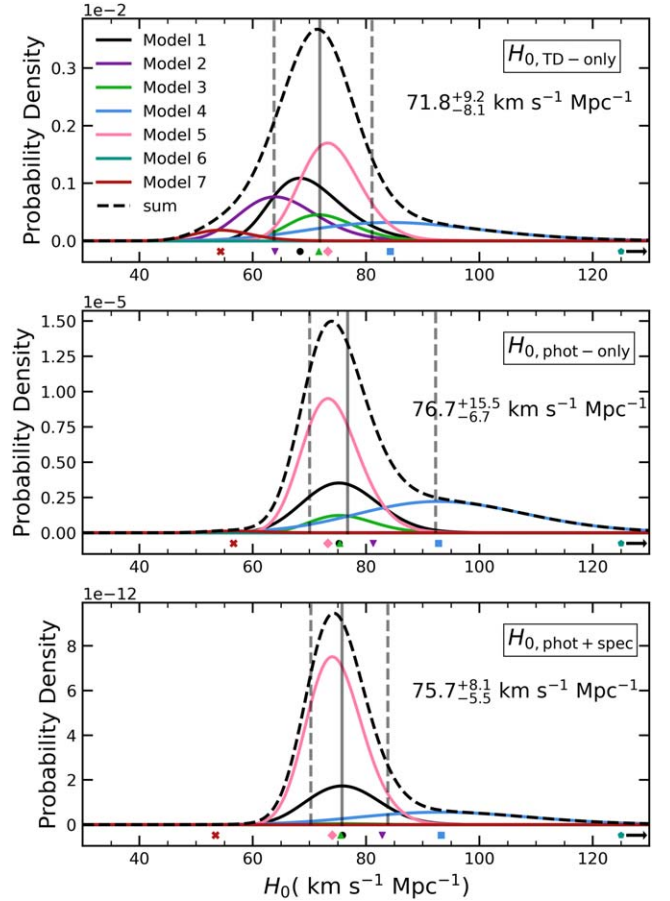 1e−2
Probability Density
0.3
0.2
0.1
0.0
Model 1
Model 2
Model 3
Model 4
Model 5
Model 6
Model 7
sum
H0, TD−only
71.8+9.2−8.1 km s−1 Mpc−1
40 60 80 100 120
1e−5
Probability Density
1.50
1.25
1.00
0.75
0.50
0.25
0.00
H0, phot−only
76.7+15.5−6.7 km s−1 Mpc−1
40 60 80 100 120
1e−12
Probability Density
8
6
4
2
0
H0, phot+spec
75.7+8.1−5.5 km s−1 Mpc−1
40 60 80 100 120
H0( km s−1 Mpc−1)